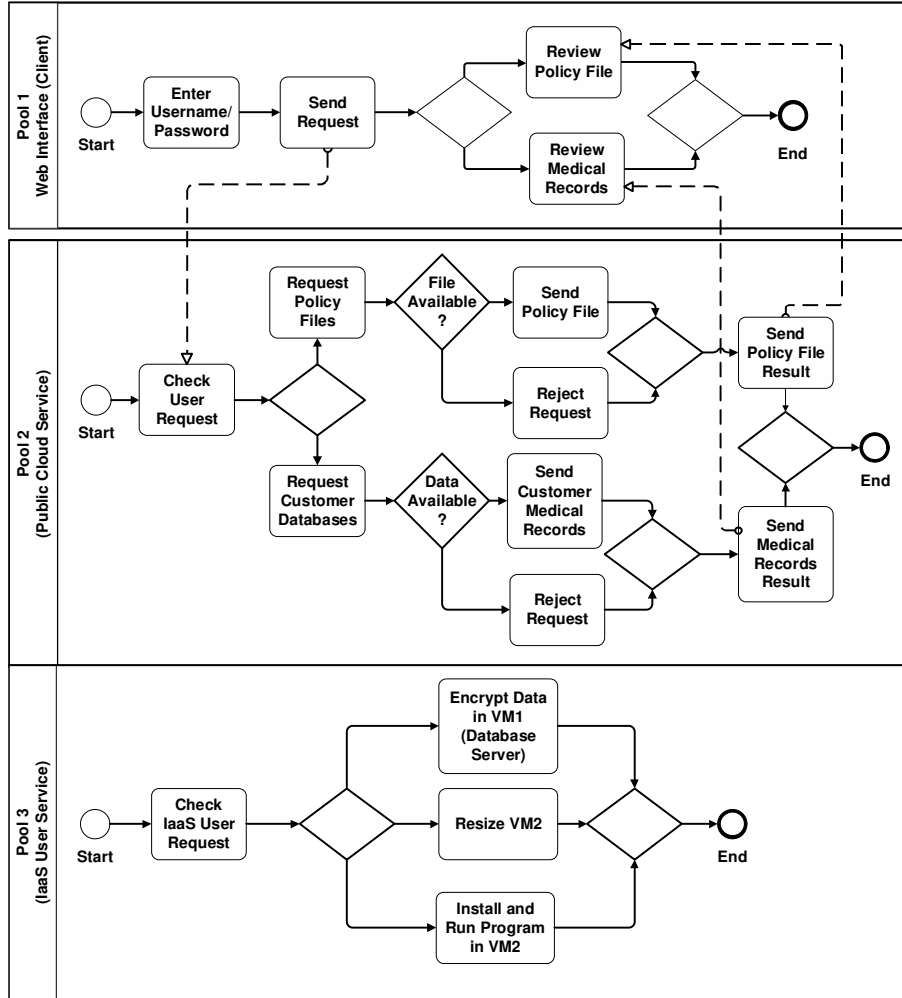 Pool 1
Web Interface (Client)
Start
Enter
Username/
Password
Send
Request
Review
Policy File
Review
Medical
Records
End
Pool 2
(Public Cloud Service)
Start
Check
User
Request
Request
Policy
Files
File
Available
?
Send
Policy File
Reject
Request
Send
Policy File
Result
Request
Customer
Databases
Data
Available
?
Send
Customer
Medical
Records
Reject
Request
Send
Medical
Records
Result
End
Pool 3
(IaaS User Service)
Start
Check
IaaS User
Request
Encrypt Data
in VM1
(Database
Server)
Resize VM2
Install and
Run Program
in VM2
End